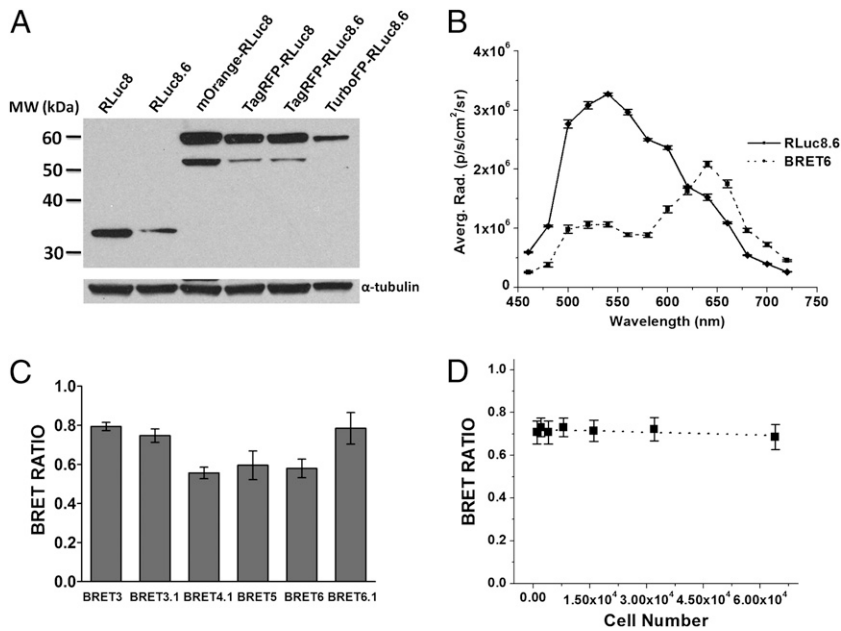 A
MW (kDa)
RLuc8
RLuc8.6
mOrange-RLuc8
TagRFP-RLuc8
TagRFP-RLuc8.6
TurboFP-RLuc8.6
60
50
40
30
α-tubulin
B
Averg. Rad. (p/s/cm²/sr)
4x10⁶
3x10⁶
2x10⁶
1x10⁶
0
450 500 550 600 650 700 750
Wavelength (nm)
RLuc8.6
BRET6
C
BRET RATIO
1.0
0.8
0.6
0.4
0.2
0.0
BRET3 BRET3.1 BRET4.1 BRET5 BRET6 BRET6.1
D
BRET RATIO
1.0
0.8
0.6
0.4
0.2
0.0
0.00 1.50x10⁴ 3.00x10⁴ 4.50x10⁴ 6.00x10⁴
Cell Number